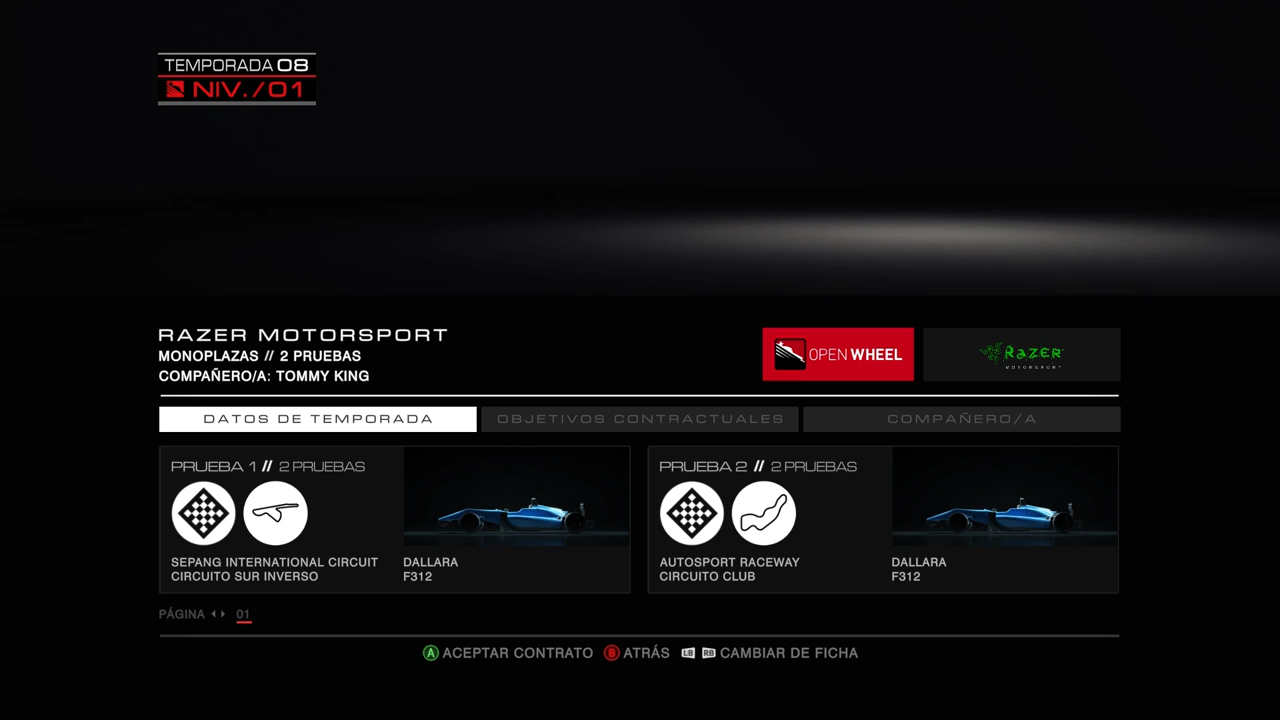 TEMPORADA 08
NIV./01
RAZER MOTORSPORT
MONOPLAZAS // 2 PRUEBAS
COMPAÑERO/A: TOMMY KING
OPEN WHEEL
RAZER
MOTORSPORT
DATOS DE TEMPORADA
OBJETIVOS CONTRACTUALES
COMPAÑERO/A
PRUEBA 1 // 2 PRUEBAS
SEPANG INTERNATIONAL CIRCUIT
CIRCUITO SUR INVERSO
DALLARA
F312
PRUEBA 2 // 2 PRUEBAS
AUTOSPORT RACEWAY
CIRCUITO CLUB
DALLARA
F312
PÁGINA 01
A ACEPTAR CONTRATO B ATRÁS LB RB CAMBIAR DE FICHA